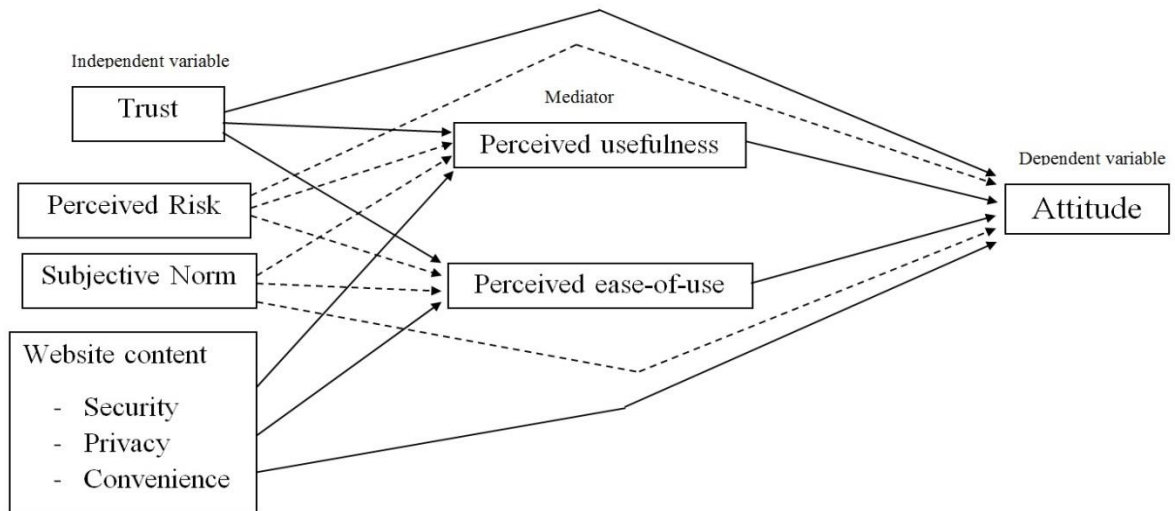 Independent variable
Trust
Mediator
Perceived usefulness
Dependent variable
Attitude
Perceived Risk
Subjective Norm
Perceived ease-of-use
Website content
- Security
- Privacy
- Convenience